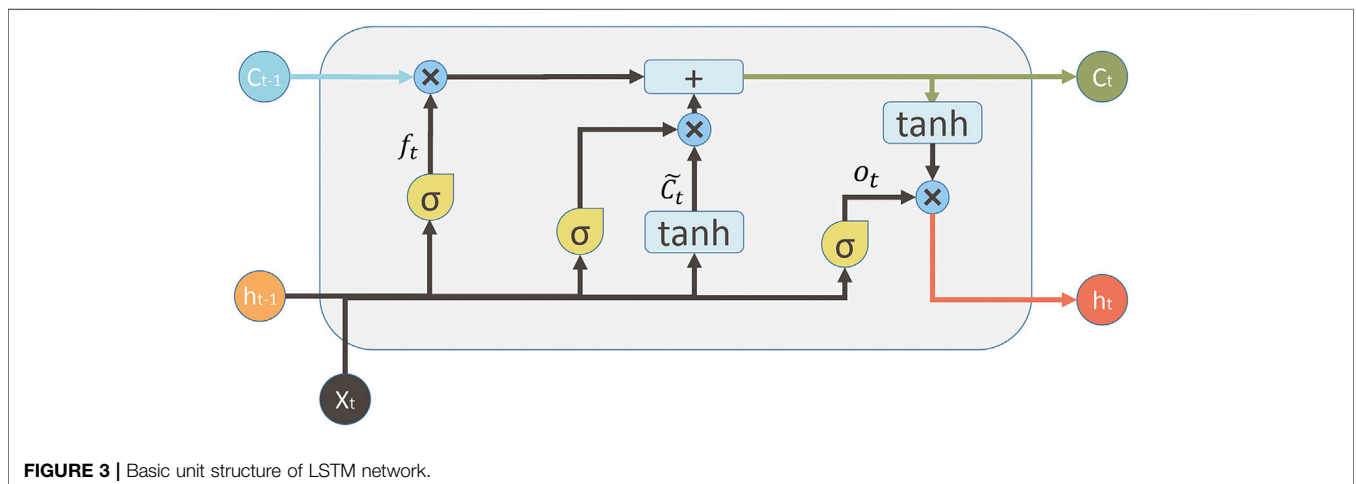 Ct-1
×
+
Ct
tanh
×
ft
C̃t
ot
×
σ
σ
tanh
σ
ht-1
ht
Xt
FIGURE 3 | Basic unit structure of LSTM network.